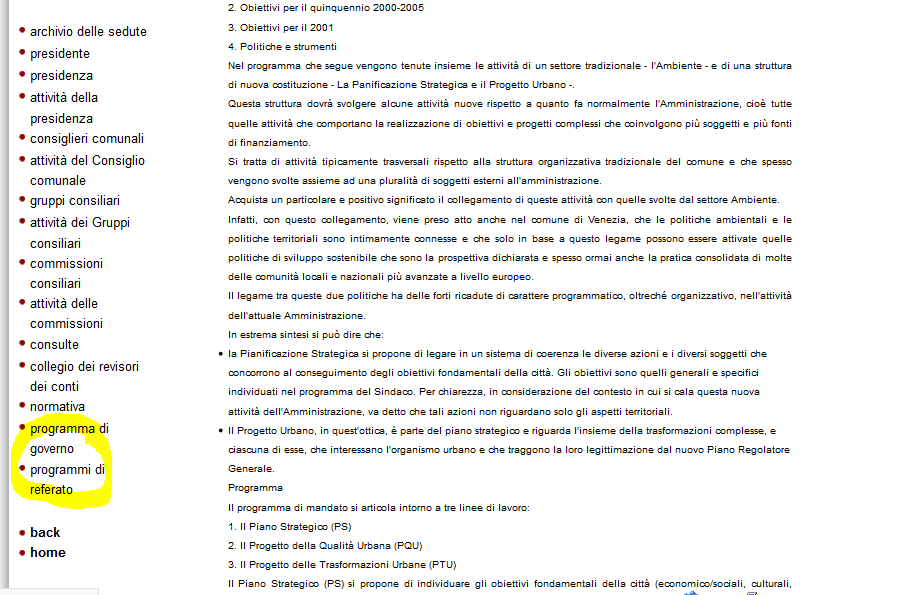 archivio delle sedute
presidente
presidenza
attività della
presidenza
consiglieri comunali
attività del Consiglio
comunale
gruppi consiliari
attività dei Gruppi
consiliari
commissioni
consiliari
attività delle
commissioni
consulte
collegio dei revisori
dei conti
normativa
programma di
governo
programmi di
referato
back
home
2. Obiettivi per il quinquennio 2000-2005
3. Obiettivi per il 2001
4. Politiche e strumenti
Nel programma che segue vengono tenute insieme le attività di un settore tradizionale - l'Ambiente - e di una struttura
di nuova costituzione - La Panificazione Strategica e il Progetto Urbano -.
Questa struttura dovrà svolgere alcune attività nuove rispetto a quanto fa normalmente l'Amministrazione, cioè tutte
quelle attività che comportano la realizzazione di obiettivi e progetti complessi che coinvolgono più soggetti e più fonti
di finanziamento.
Si tratta di attività tipicamente trasversali rispetto alla struttura organizzativa tradizionale del comune e che spesso
vengono svolte assieme ad una pluralità di soggetti esterni all'amministrazione.
Acquista un particolare e positivo significato il collegamento di queste attività con quelle svolte dal settore Ambiente.
Infatti, con questo collegamento, viene preso atto anche nel comune di Venezia, che le politiche ambientali e le
politiche territoriali sono intimamente connesse e che solo in base a questo legame possono essere attivate quelle
politiche di sviluppo sostenibile che sono la prospettiva dichiarata e spesso ormai anche la pratica consolidata di molte
delle comunità locali e nazionali più avanzate a livello europeo.
Il legame tra queste due politiche ha delle forti ricadute di carattere programmatico, oltreché organizzativo, nell'attività
dell'attuale Amministrazione.
In estrema sintesi si può dire che:
la Pianificazione Strategica si propone di legare in un sistema di coerenza le diverse azioni e i diversi soggetti che
concorrono al conseguimento degli obiettivi fondamentali della città. Gli obiettivi sono quelli generali e specifici
individuati nel programma del Sindaco. Per chiarezza, in considerazione del contesto in cui si cala questa nuova
attività dell'Amministrazione, va detto che tali azioni non riguardano solo gli aspetti territoriali.
Il Progetto Urbano, in quest'ottica, è parte del piano strategico e riguarda l'insieme della trasformazioni complesse, e
ciascuna di esse, che interessano l'organismo urbano e che traggono la loro legittimazione dal nuovo Piano Regolatore
Generale.
Programma
Il programma di mandato si articola intorno a tre linee di lavoro:
1. Il Piano Strategico (PS)
2. Il Progetto della Qualità Urbana (PQU)
3. Il Progetto delle Trasformazioni Urbane (PTU)
Il Piano Strategico (PS) si propone di individuare gli obiettivi fondamentali della città (economico/sociali, culturali,